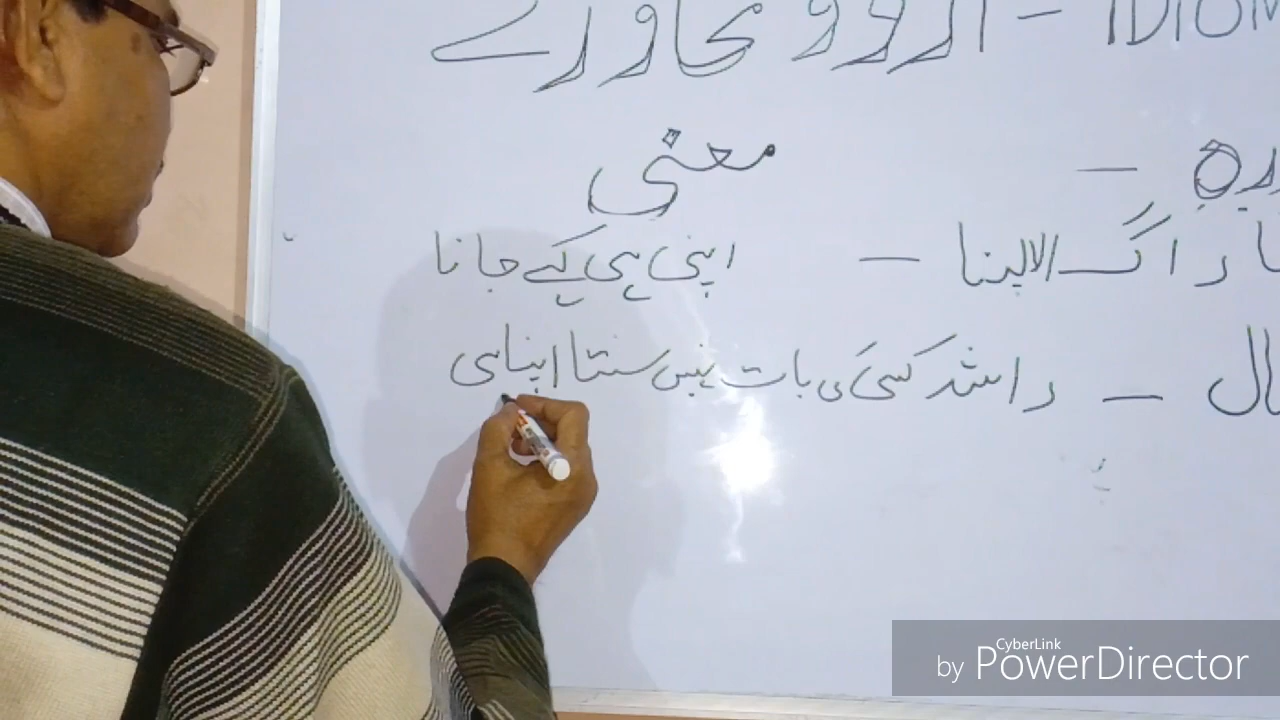 IDIOM - اردو محاورے
معنی
راگ الاپنا - اپنی ہی کہے جانا
- راشد کسی کی بات نہیں سنتا اپنا ہی
CyberLink
by PowerDirector